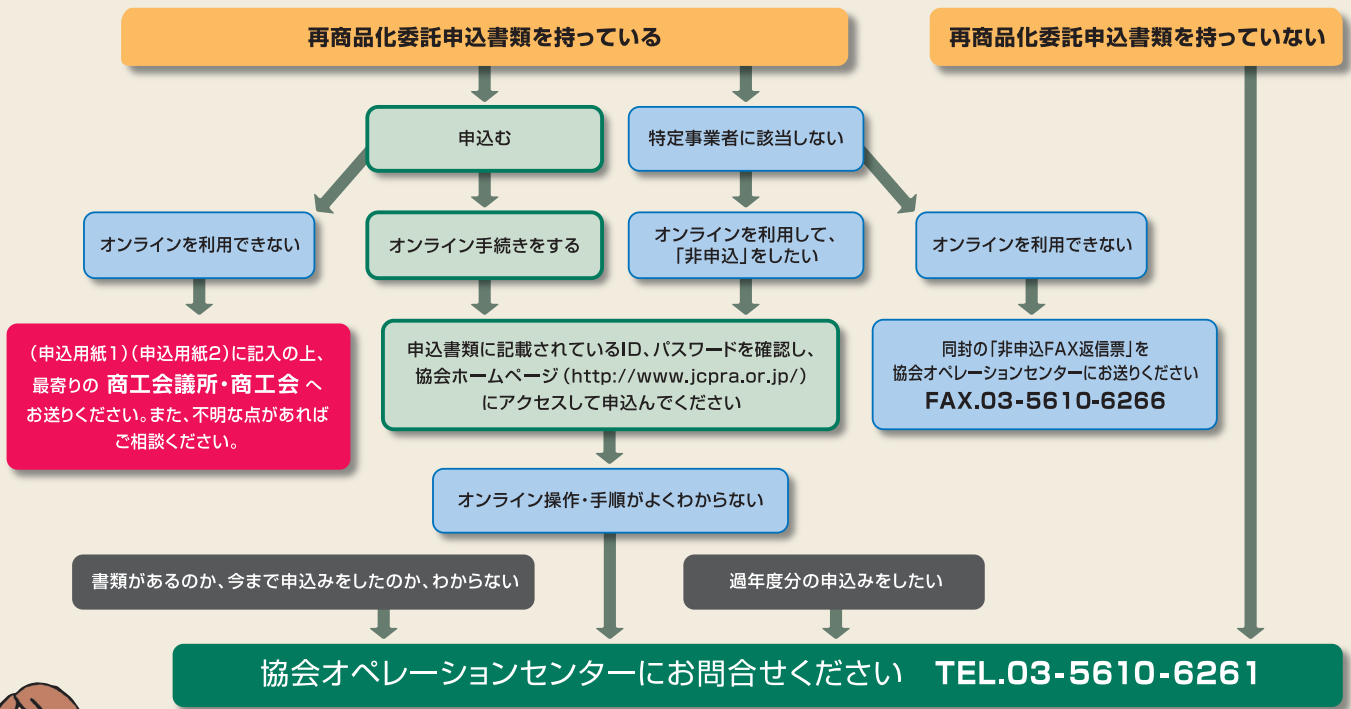 再商品化委託申込書類を持っている
再商品化委託申込書類を持っていない
申込む
特定事業者に該当しない
オンラインを利用できない
オンライン手続きをする
オンラインを利用して、
「非申込」をしたい
オンラインを利用できない
(申込用紙1)(申込用紙2)に記入の上、
最寄りの 商工会議所・商工会 へ
お送りください。また、不明な点があれば
ご相談ください。
申込書類に記載されているID、パスワードを確認し、
協会ホームページ(http://www.jcpra.or.jp/)
にアクセスして申込んでください
同封の「非申込FAX返信票」を
協会オペレーションセンターにお送りください
FAX.03-5610-6266
オンライン操作・手順がよくわからない
書類があるのか、今まで申込みをしたのか、わからない
過年度分の申込みをしたい
協会オペレーションセンターにお問合せください TEL.03-5610-6261